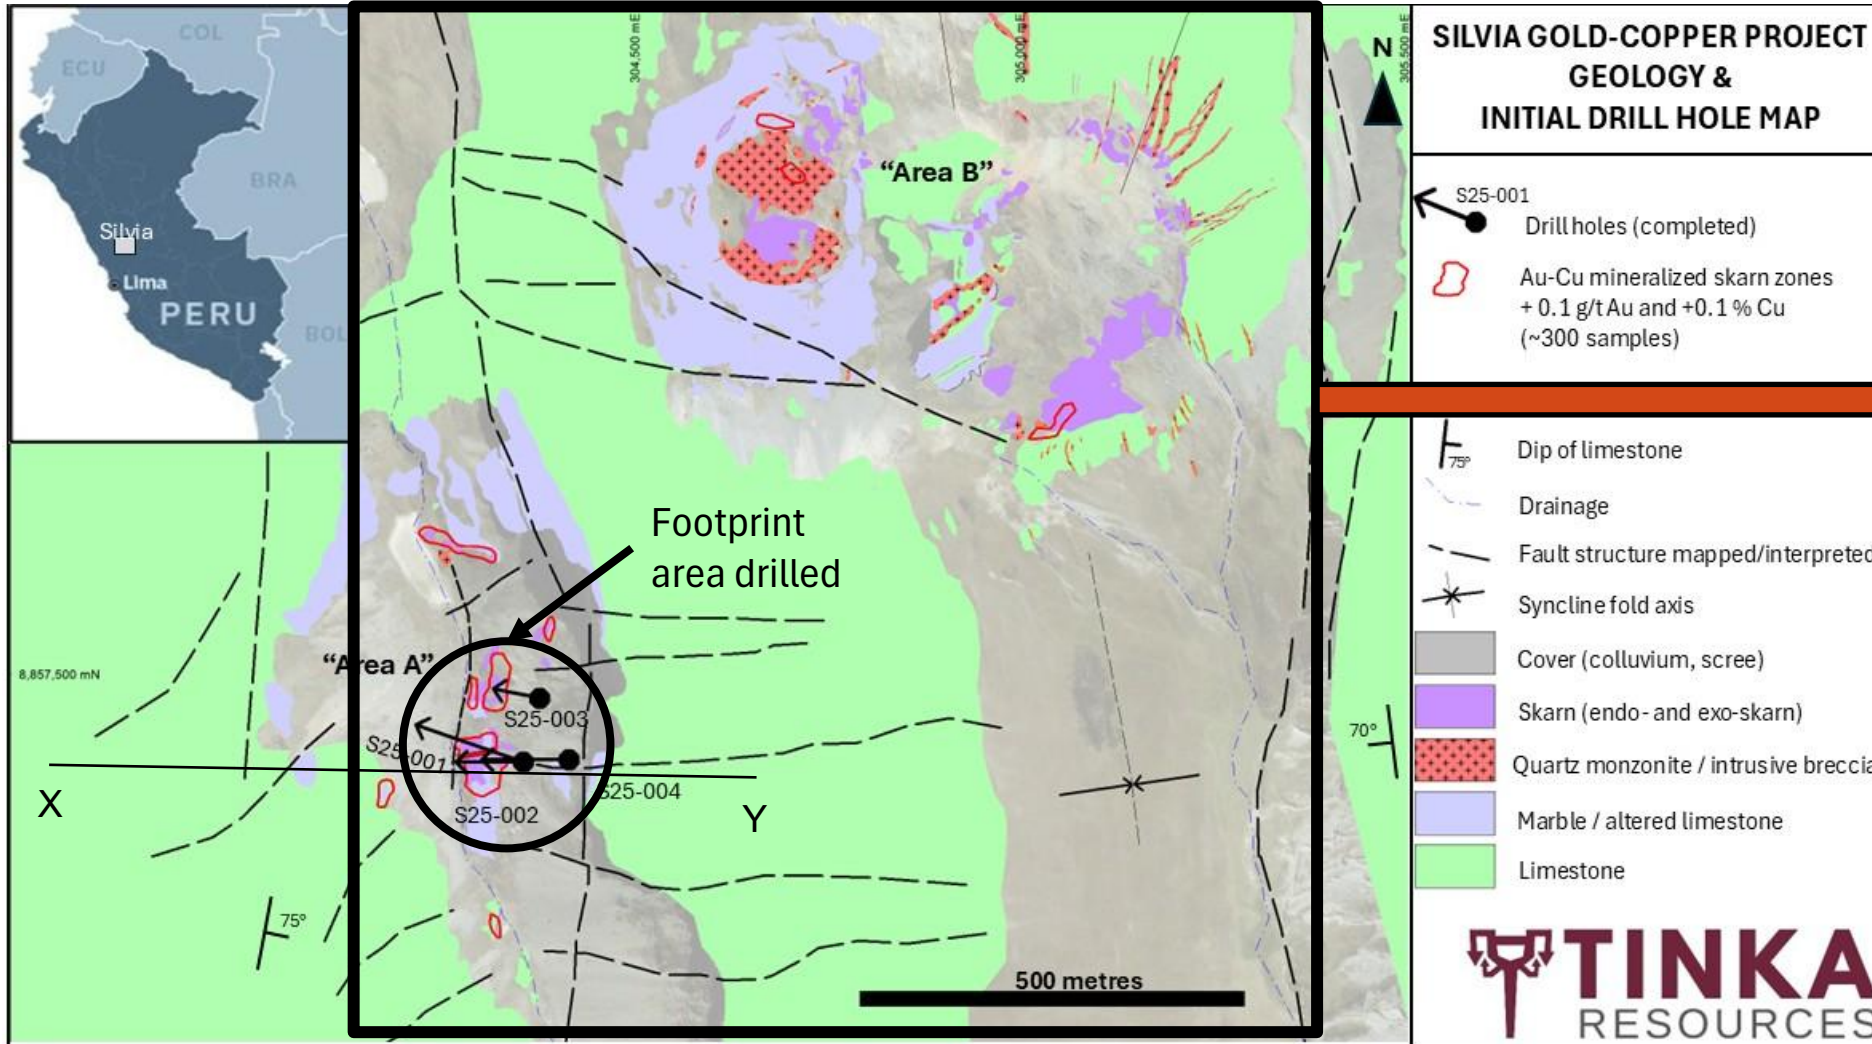 COL
ECU
BRA
Silvia
Lima
PERU
BOL
304,500 mE
305,000 mE
305,500 mE
N
"Area B"
Footprint
area drilled
"Area A"
8,857,500 mN
S25-003
S25-001
S25-004
S25-002
X
Y
70°
75°
500 metres
SILVIA GOLD-COPPER PROJECT
GEOLOGY &
INITIAL DRILL HOLE MAP
S25-001
Drill holes (completed)
Au-Cu mineralized skarn zones
+ 0.1 g/t Au and +0.1 % Cu
(~300 samples)
75°
Dip of limestone
Drainage
Fault structure mapped/interpreted
Syncline fold axis
Cover (colluvium, scree)
Skarn (endo- and exo-skarn)
Quartz monzonite / intrusive breccia
Marble / altered limestone
Limestone
TINKA
RESOURCES